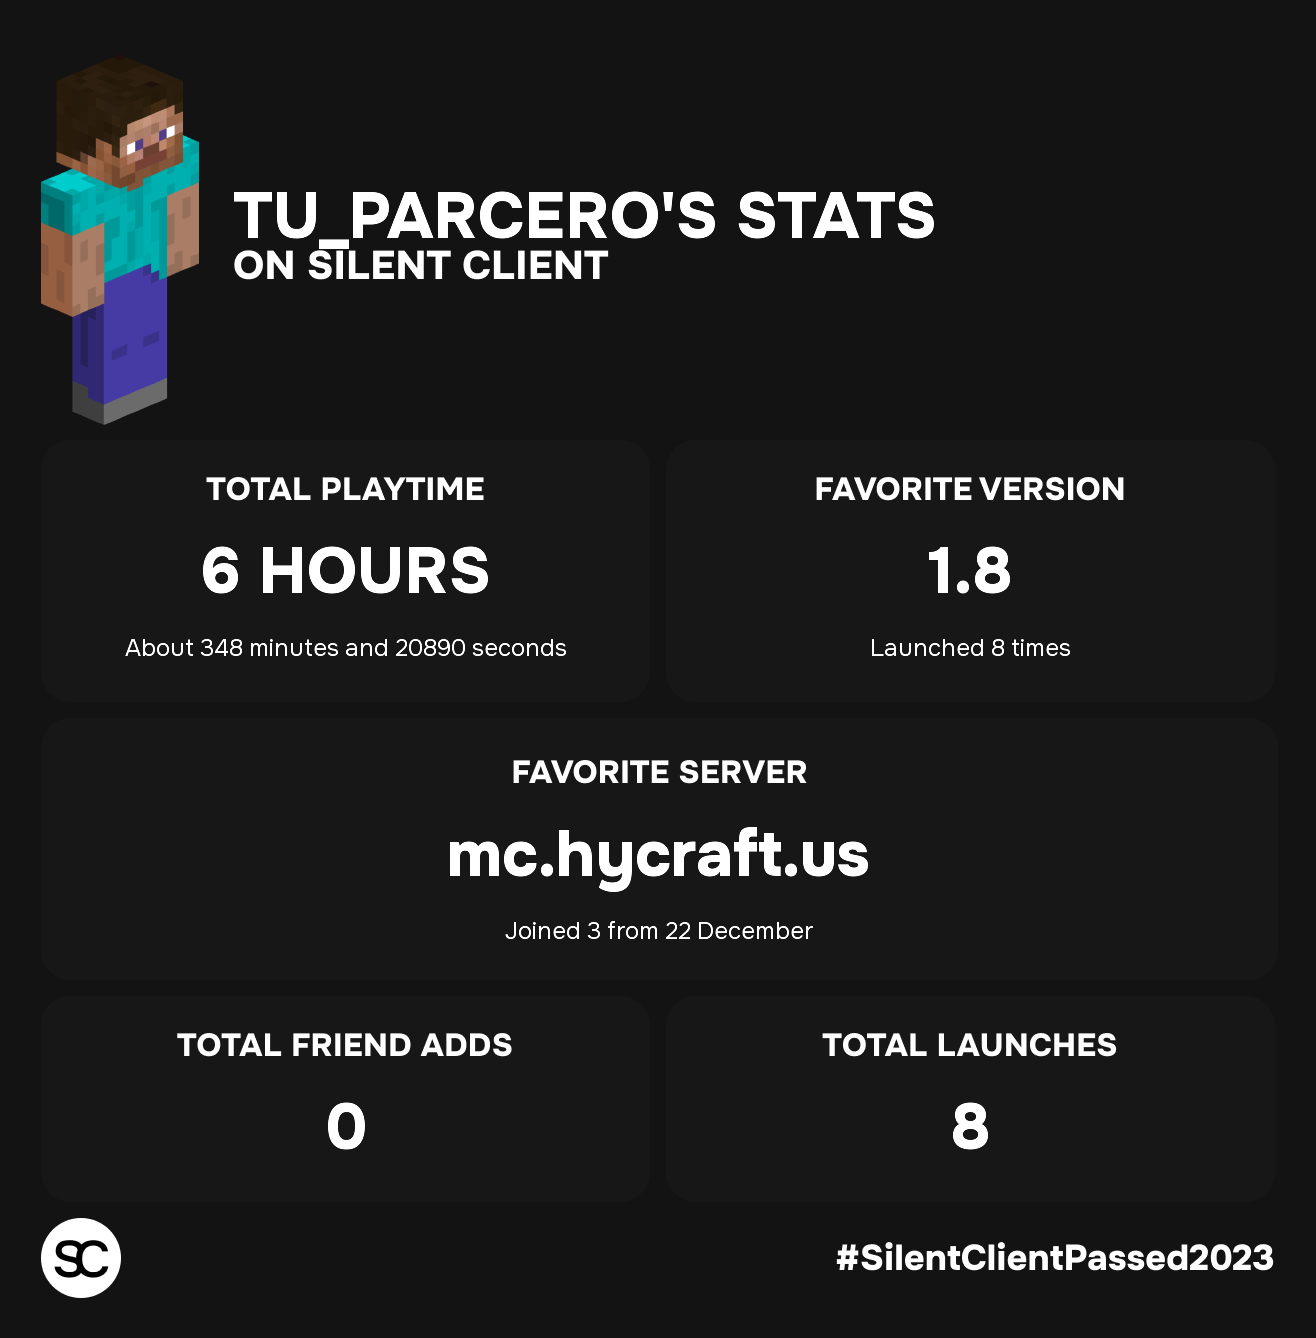 TU_PARCERO'S STATS
ON SILENT CLIENT
TOTAL PLAYTIME
6 HOURS
About 348 minutes and 20890 seconds
FAVORITE VERSION
1.8
Launched 8 times
FAVORITE SERVER
mc.hycraft.us
Joined 3 from 22 December
TOTAL FRIEND ADDS
0
TOTAL LAUNCHES
8
SC
#SilentClientPassed2023